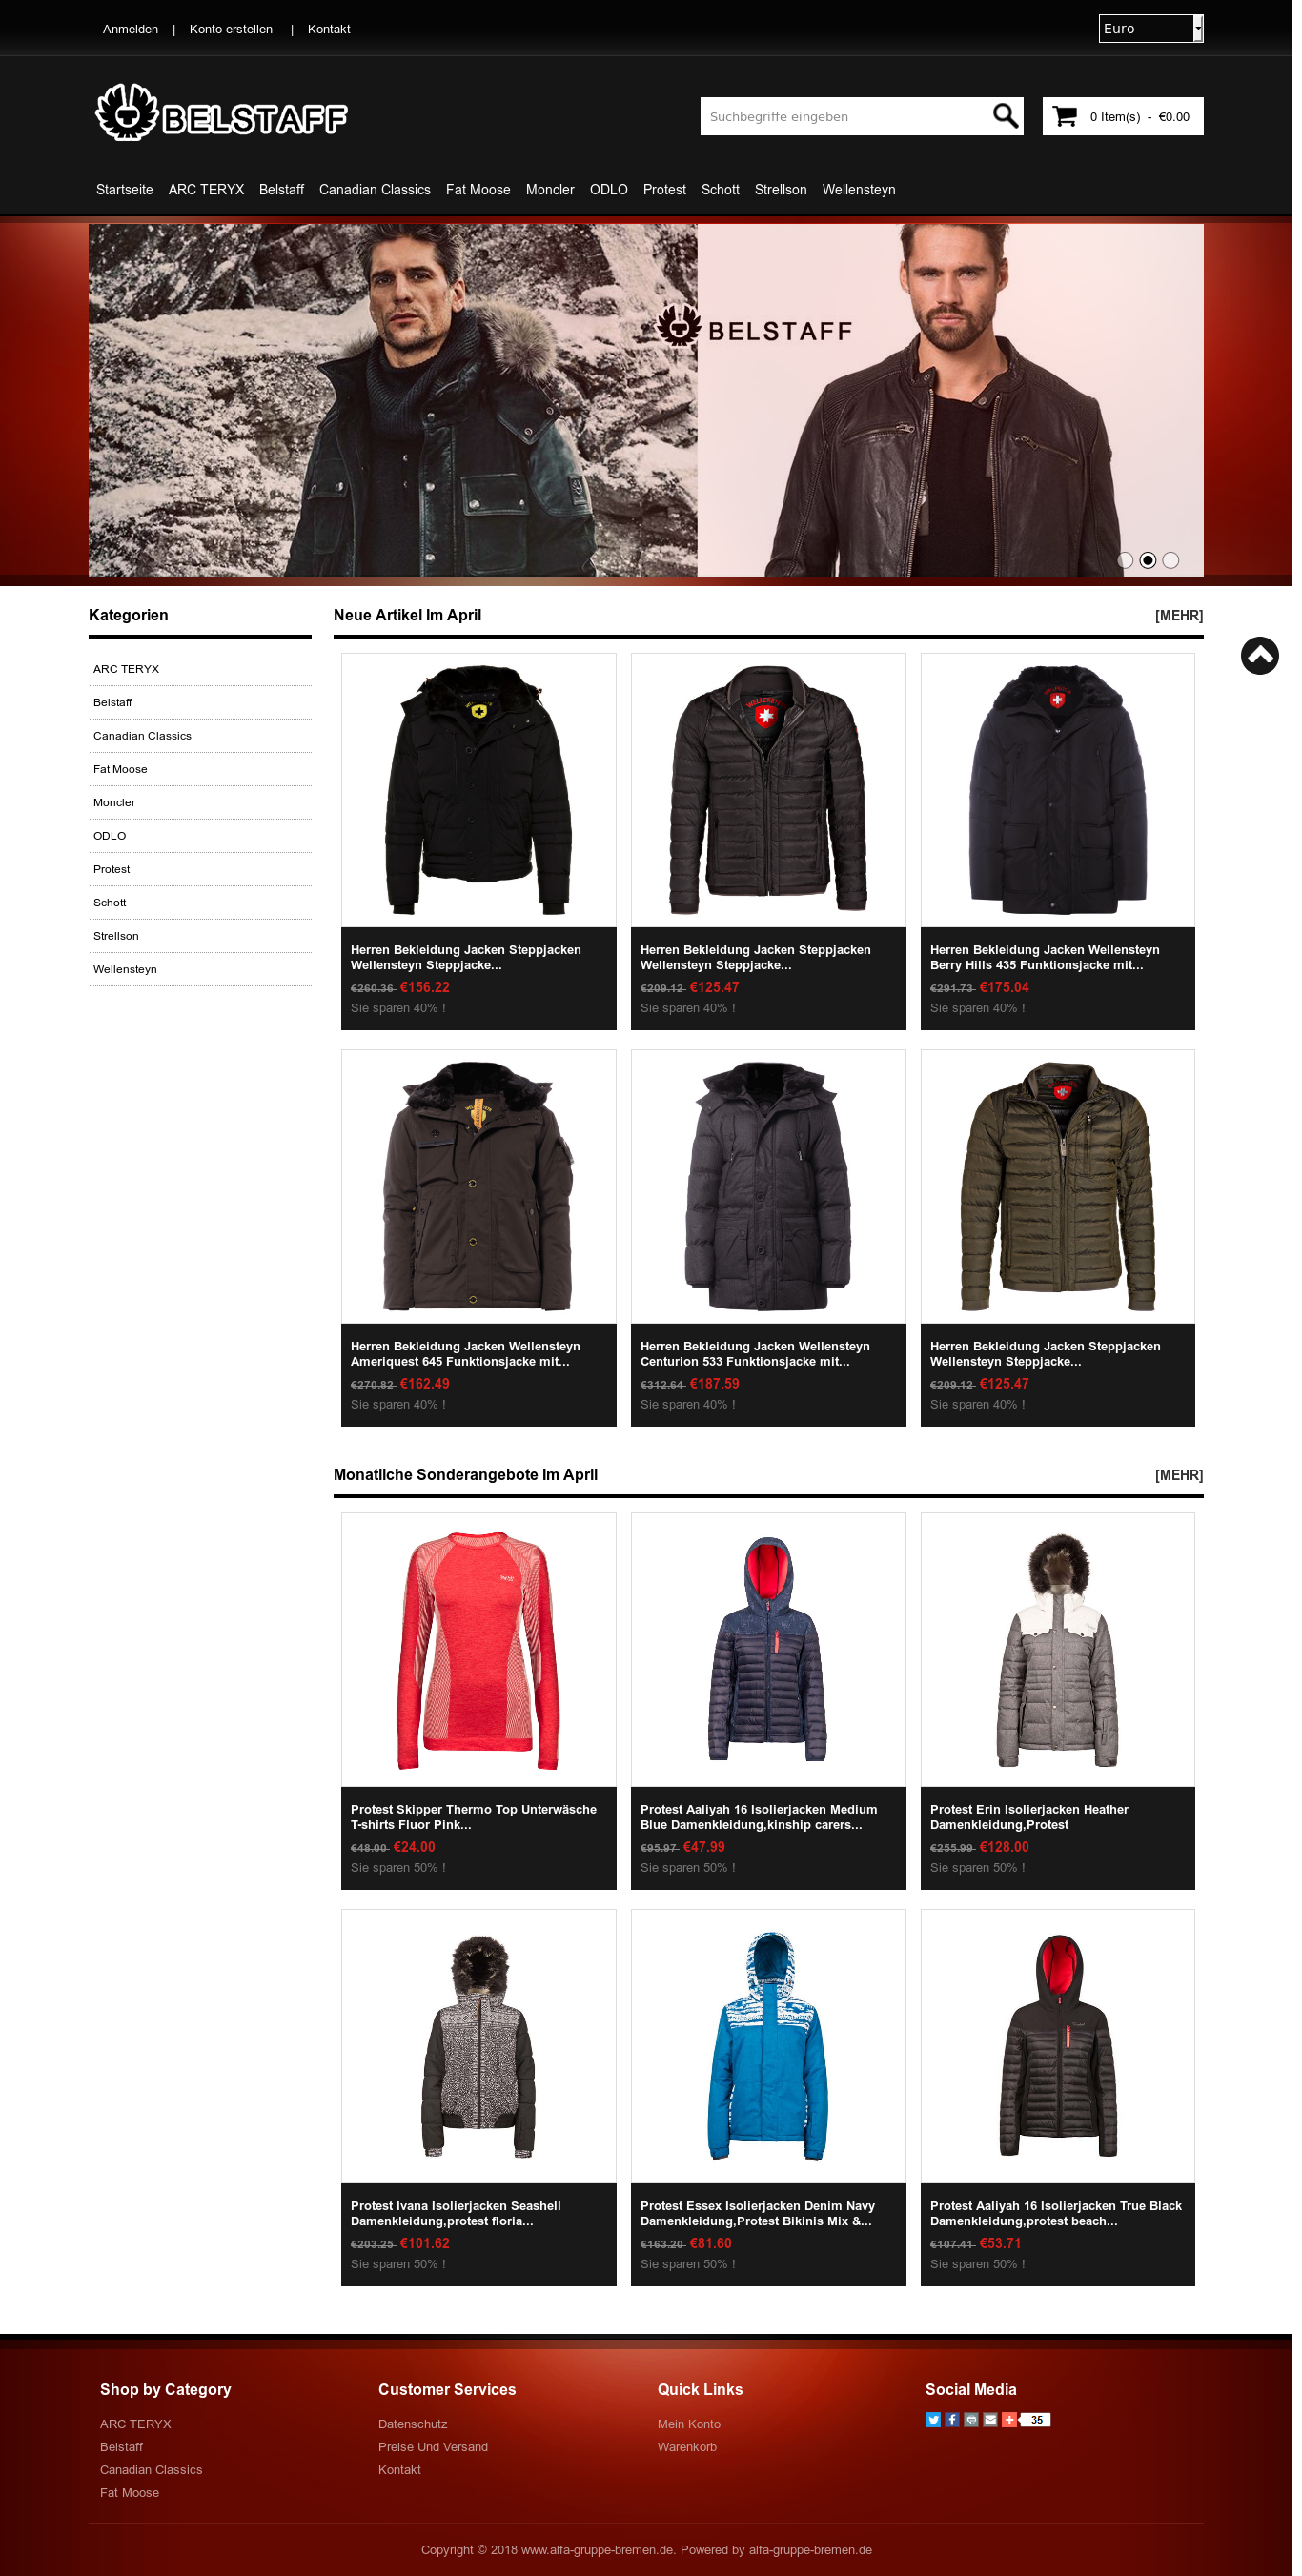 Anmelden | Konto erstellen | Kontakt
Euro
BELSTAFF
Suchbegriffe eingeben
0 Item(s) - €0.00
Startseite ARC TERYX Belstaff Canadian Classics Fat Moose Moncler ODLO Protest Schott Strellson Wellensteyn
BELSTAFF
Kategorien
ARC TERYX
Belstaff
Canadian Classics
Fat Moose
Moncler
ODLO
Protest
Schott
Strellson
Wellensteyn
Neue Artikel Im April [MEHR]
Herren Bekleidung Jacken Steppjacken
Wellensteyn Steppjacke...
€260.36 €156.22
Sie sparen 40% !
Herren Bekleidung Jacken Steppjacken
Wellensteyn Steppjacke...
€209.12 €125.47
Sie sparen 40% !
Herren Bekleidung Jacken Wellensteyn
Berry Hills 435 Funktionsjacke mit...
€291.73 €175.04
Sie sparen 40% !
Herren Bekleidung Jacken Wellensteyn
Ameriquest 645 Funktionsjacke mit...
€270.82 €162.49
Sie sparen 40% !
Herren Bekleidung Jacken Wellensteyn
Centurion 533 Funktionsjacke mit...
€312.64 €187.59
Sie sparen 40% !
Herren Bekleidung Jacken Steppjacken
Wellensteyn Steppjacke...
€209.12 €125.47
Sie sparen 40% !
Monatliche Sonderangebote Im April [MEHR]
Protest Skipper Thermo Top Unterwäsche
T-shirts Fluor Pink...
€48.00 €24.00
Sie sparen 50% !
Protest Aaliyah 16 Isolierjacken Medium
Blue Damenkleidung,kinship carers...
€95.97 €47.99
Sie sparen 50% !
Protest Erin Isolierjacken Heather
Damenkleidung,Protest
€255.99 €128.00
Sie sparen 50% !
Protest Ivana Isolierjacken Seashell
Damenkleidung,protest floria...
€203.25 €101.62
Sie sparen 50% !
Protest Essex Isolierjacken Denim Navy
Damenkleidung,Protest Bikinis Mix &...
€163.20 €81.60
Sie sparen 50% !
Protest Aaliyah 16 Isolierjacken True Black
Damenkleidung,protest beach...
€107.41 €53.71
Sie sparen 50% !
Shop by Category
ARC TERYX
Belstaff
Canadian Classics
Fat Moose
Customer Services
Datenschutz
Preise Und Versand
Kontakt
Quick Links
Mein Konto
Warenkorb
Social Media
35
Copyright © 2018 www.alfa-gruppe-bremen.de. Powered by alfa-gruppe-bremen.de